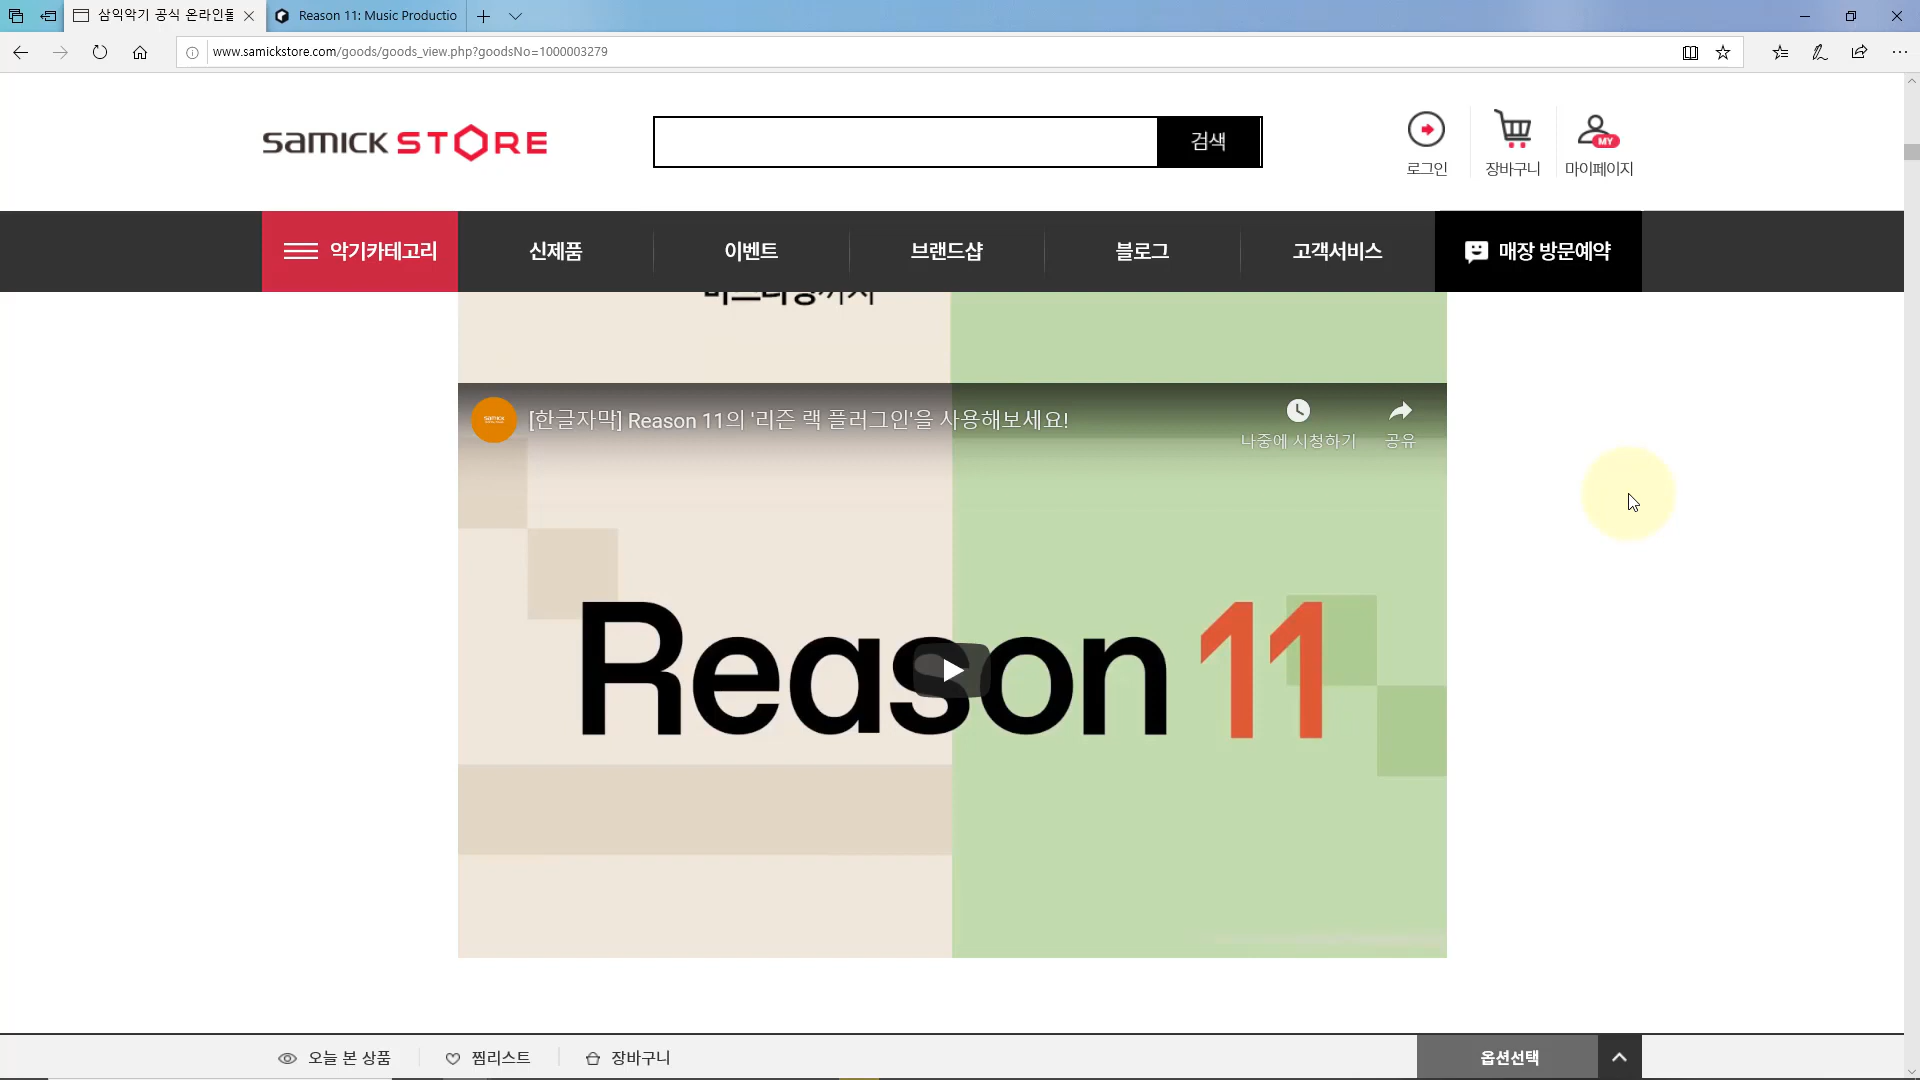 삼익악기 공식 온라인몰
Reason 11: Music Productio
www.samickstore.com/goods/goods_view.php?goodsNo=1000003279
SAMICK STORE
검색
로그인
장바구니
MY
마이페이지
악기카테고리
신제품
이벤트
브랜드샵
블로그
고객서비스
매장 방문예약
마스터링까지
[한글자막] Reason 11의 '리즌 랙 플러그인'을 사용해보세요!
나중에 시청하기
공유
Reason 11
오늘 본 상품
찜리스트
장바구니
옵션선택